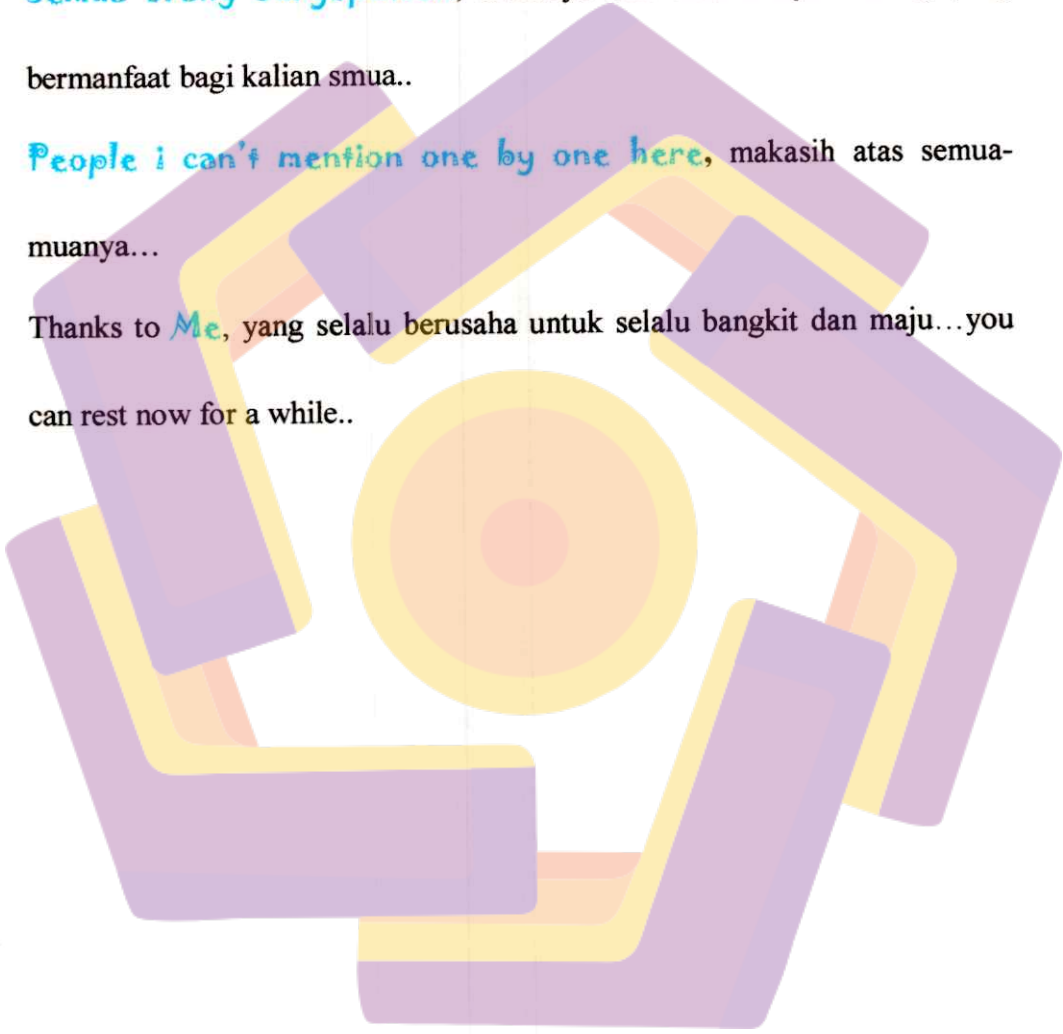 bermanfaat bagi kalian smua..
People i can't mention one by one here, makasih atas semua-
muanya...
Thanks to Me, yang selalu berusaha untuk selalu bangkit dan maju...you
can rest now for a while..